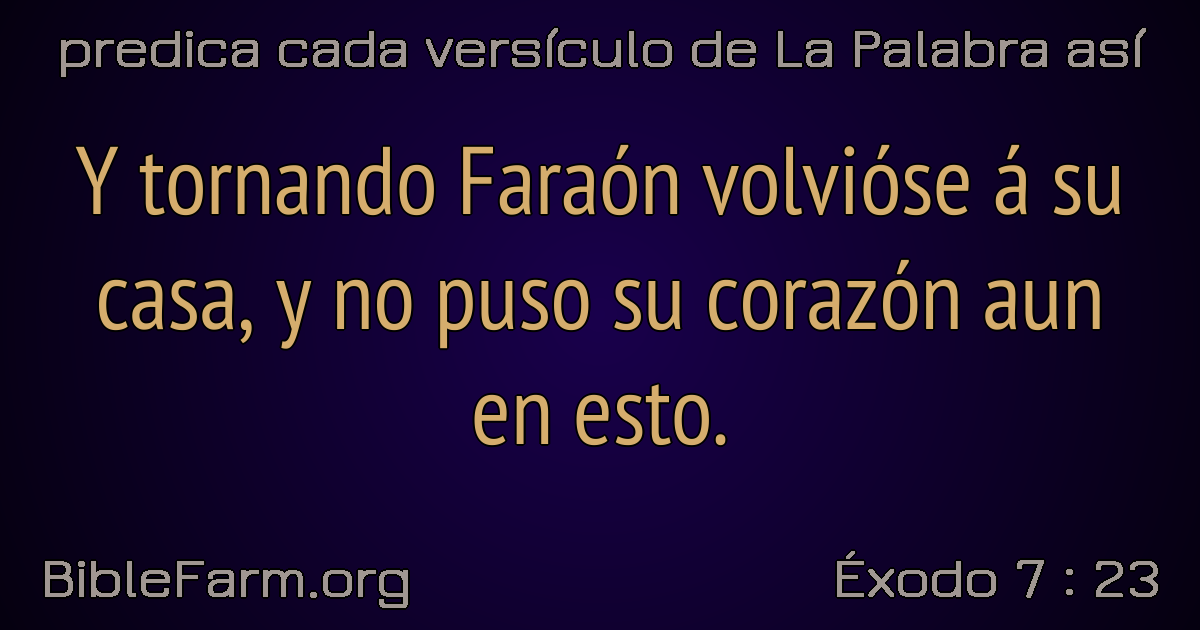 predica cada versículo de La Palabra así
Y tornando Faraón volvióse á su
casa, y no puso su corazón aun
en esto.
BibleFarm.org
Éxodo 7 : 23